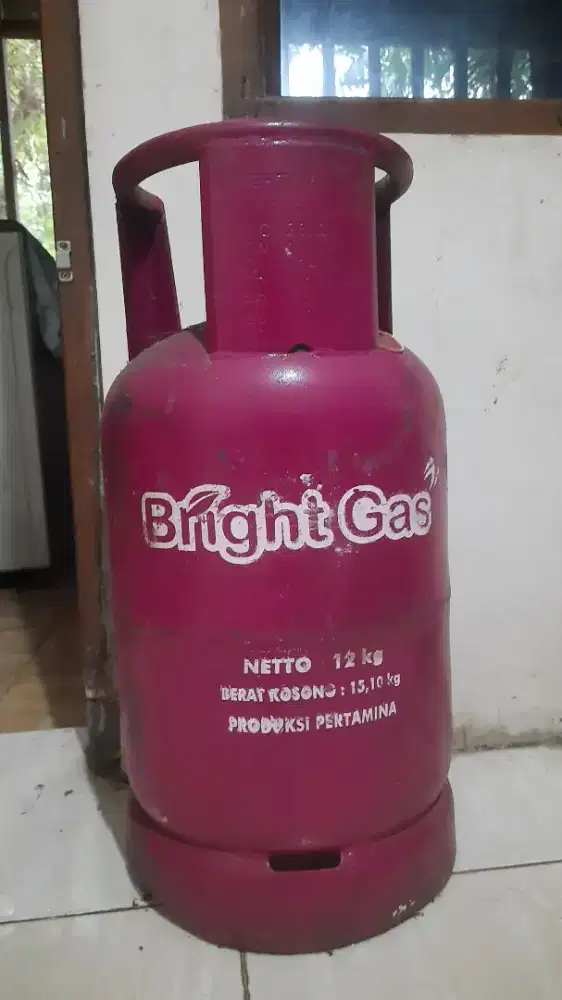 Bright Gas
NETTO 12 kg
BERAT KOSONG : 15,10 kg
PRODUKSI PERTAMINA